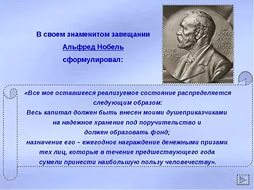 В своем знаменитом завещании
Альфред Нобель
сформулировал:
«Все мое оставшееся реализуемое состояние распределяется
следующим образом:
Весь капитал должен быть внесен моими душеприказчиками
на надежное хранение под поручительство и
должен образовать фонд;
назначение его – ежегодное награждение денежными призами
тех лиц, которые в течение предшествующего года
сумели принести наибольшую пользу человечеству».